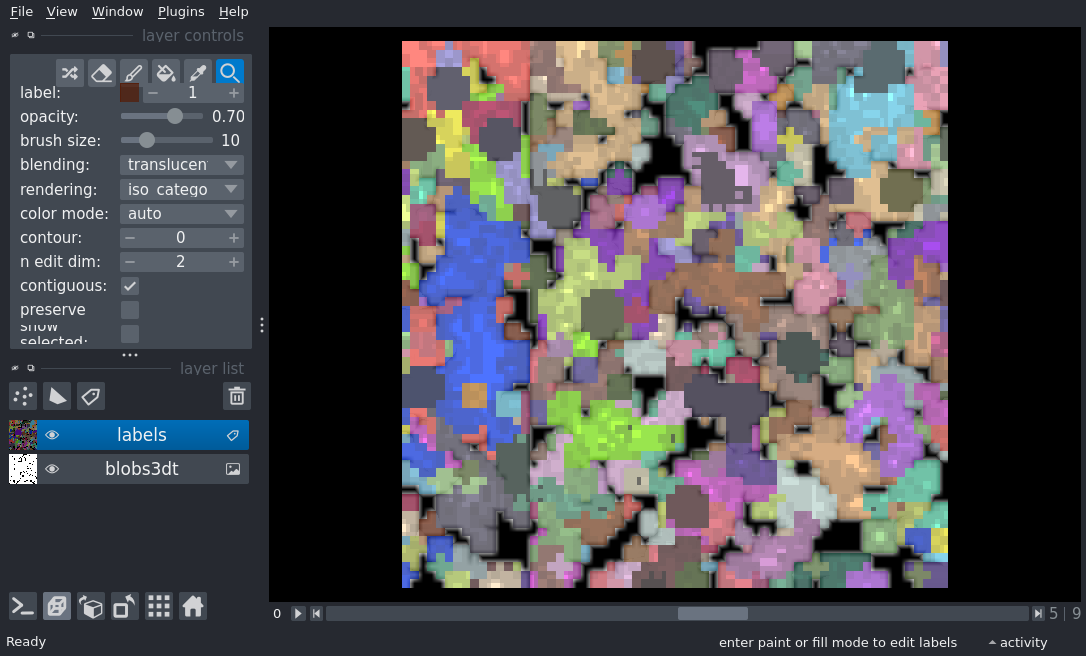 File View Window Plugins Help
layer controls
label: 1
opacity: 0.70
brush size: 10
blending: translucen
rendering: iso_catego
color mode: auto
contour: 0
n edit dim: 2
contiguous:
preserve
show
selected:
layer list
labels
blobs3dt
0 5 | 9
Ready enter paint or fill mode to edit labels activity